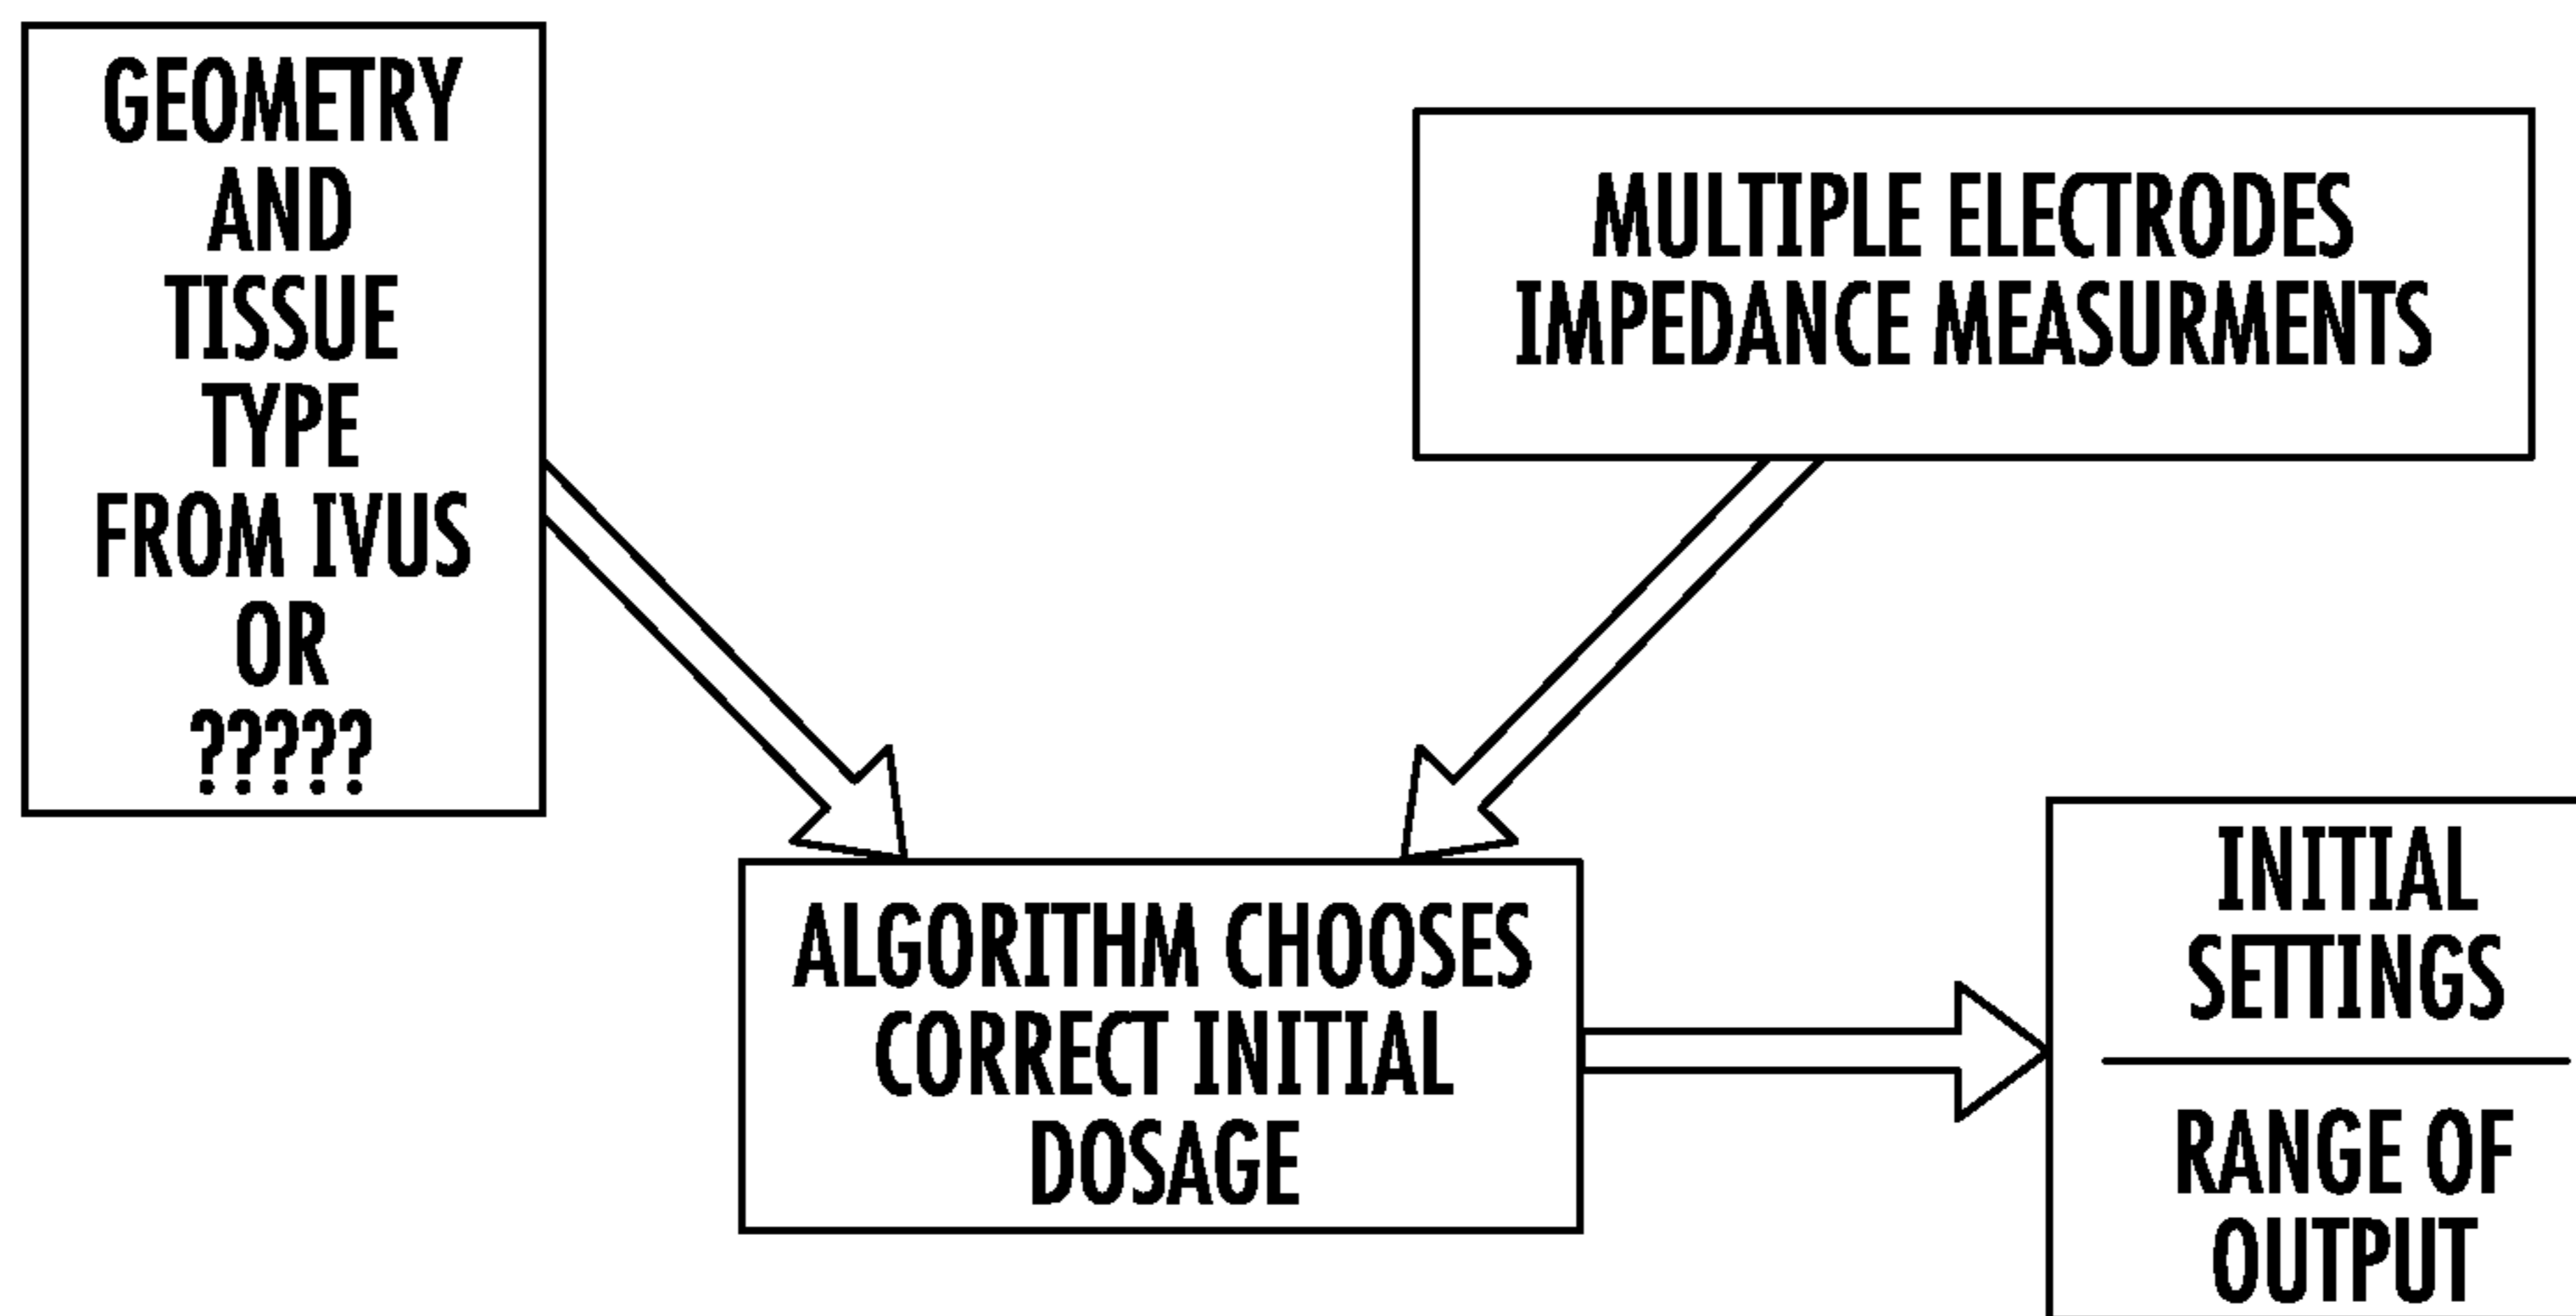 GEOMETRY
AND
TISSUE
TYPE
FROM IVUS
OR
?????
MULTIPLE ELECTRODES
IMPEDANCE MEASURMENTS
ALGORITHM CHOOSES
CORRECT INITIAL
DOSAGE
INITIAL
SETTINGS
RANGE OF
OUTPUT